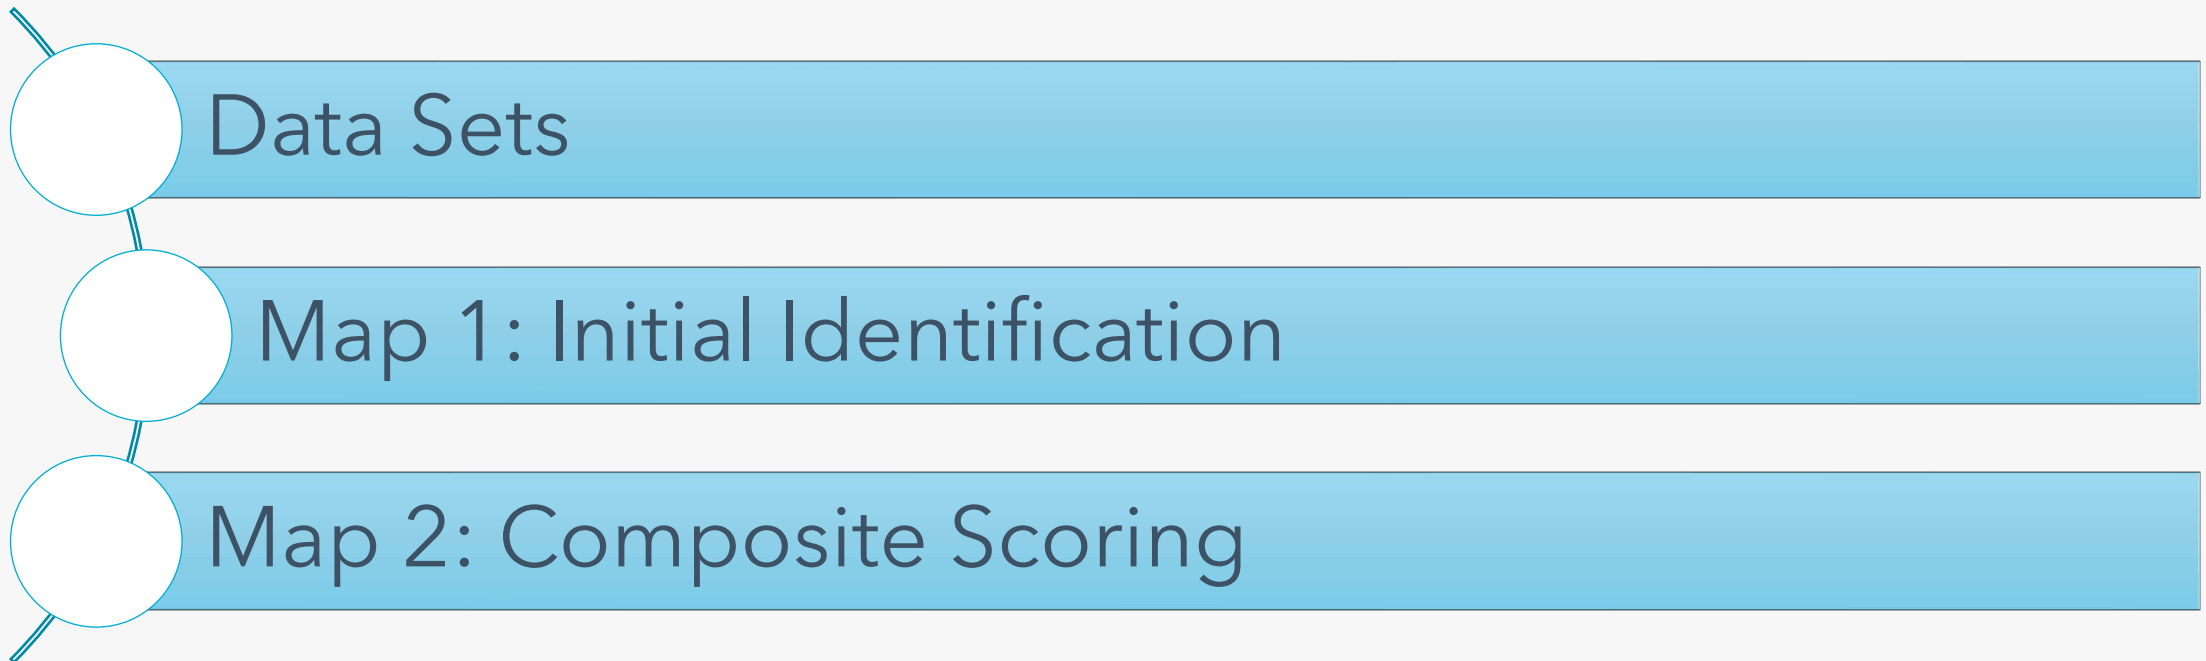 Data Sets
Map 1: Initial Identification
Map 2: Composite Scoring